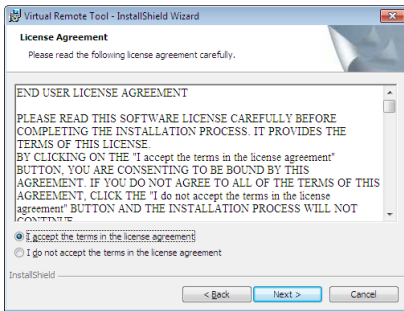 Virtual Remote Tool - InstallShield Wizard
License Agreement
Please read the following license agreement carefully.
END USER LICENSE AGREEMENT
PLEASE READ THIS SOFTWARE LICENSE CAREFULLY BEFORE
COMPLETING THE INSTALLATION PROCESS. IT PROVIDES THE
TERMS OF THIS LICENSE.
BY CLICKING ON THE "I accept the terms in the license agreement"
BUTTON, YOU ARE CONSENTING TO BE BOUND BY THIS
AGREEMENT. IF YOU DO NOT AGREE TO ALL OF THE TERMS OF THIS
AGREEMENT, CLICK THE "I do not accept the terms in the license
agreement" BUTTON AND THE INSTALLATION PROCESS WILL NOT
CONTINUE
I accept the terms in the license agreement
I do not accept the terms in the license agreement
InstallShield
< Back Next > Cancel